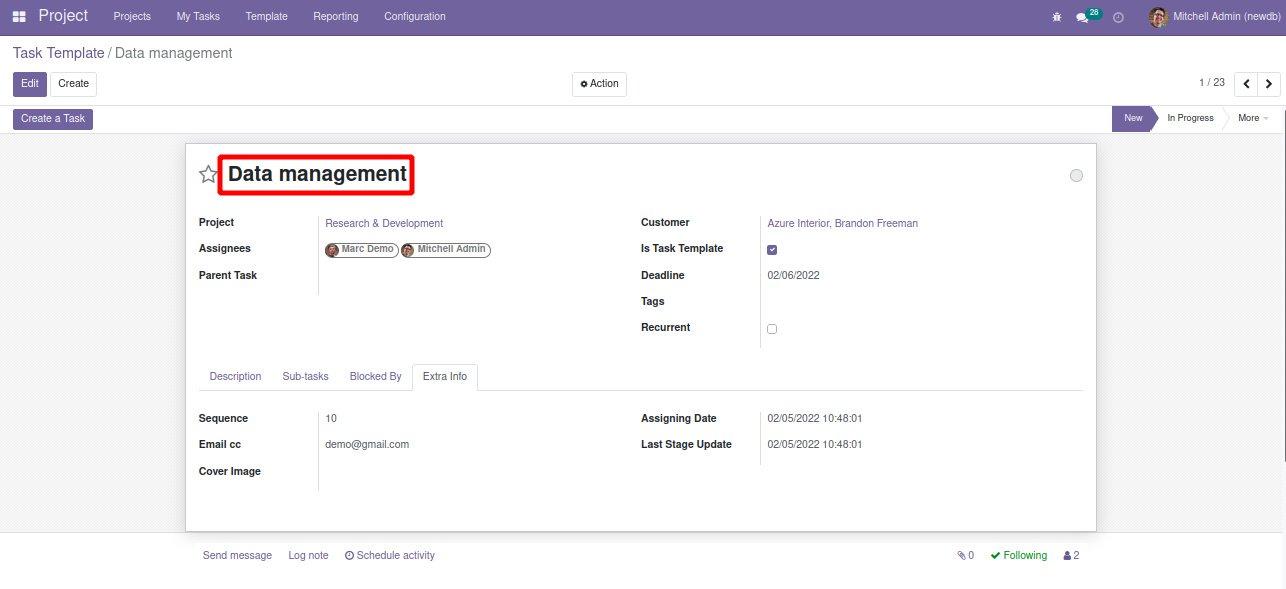 Project Projects My Tasks Template Reporting Configuration 28 Mitchell Admin (newdb)
Task Template / Data management
Edit Create Action 1 / 23
Create a Task New In Progress More
Data management
Project Research & Development Customer Azure Interior, Brandon Freeman
Assignees Marc Demo Mitchell Admin Is Task Template
Parent Task Deadline 02/06/2022
Tags
Recurrent
Description Sub-tasks Blocked By Extra Info
Sequence 10 Assigning Date 02/05/2022 10:48:01
Email cc demo@gmail.com Last Stage Update 02/05/2022 10:48:01
Cover Image
Send message Log note Schedule activity 0 Following 2